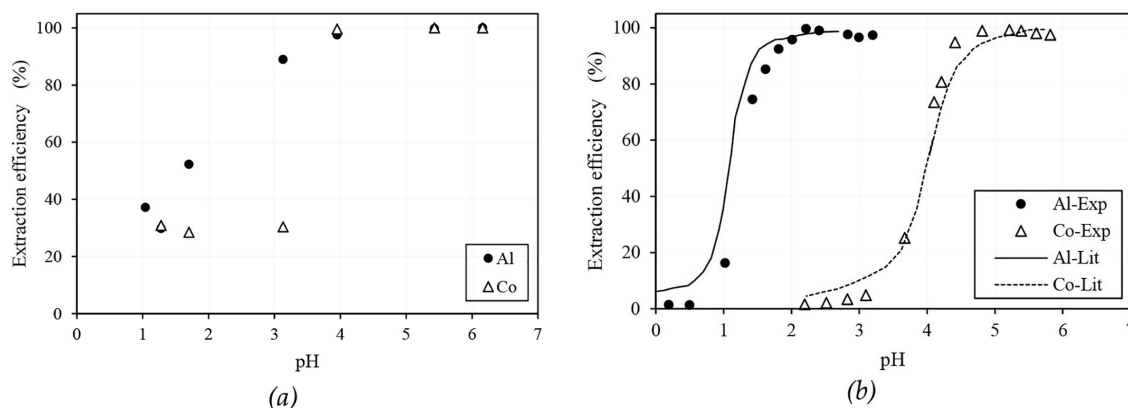 Extraction efficiency (%)
100
80
60
40
20
0
0 1 2 3 4 5 6 7
pH
Al
Co
(a)
Extraction efficiency (%)
100
80
60
40
20
0
0 1 2 3 4 5 6 7
pH
Al-Exp
Co-Exp
Al-Lit
Co-Lit
(b)